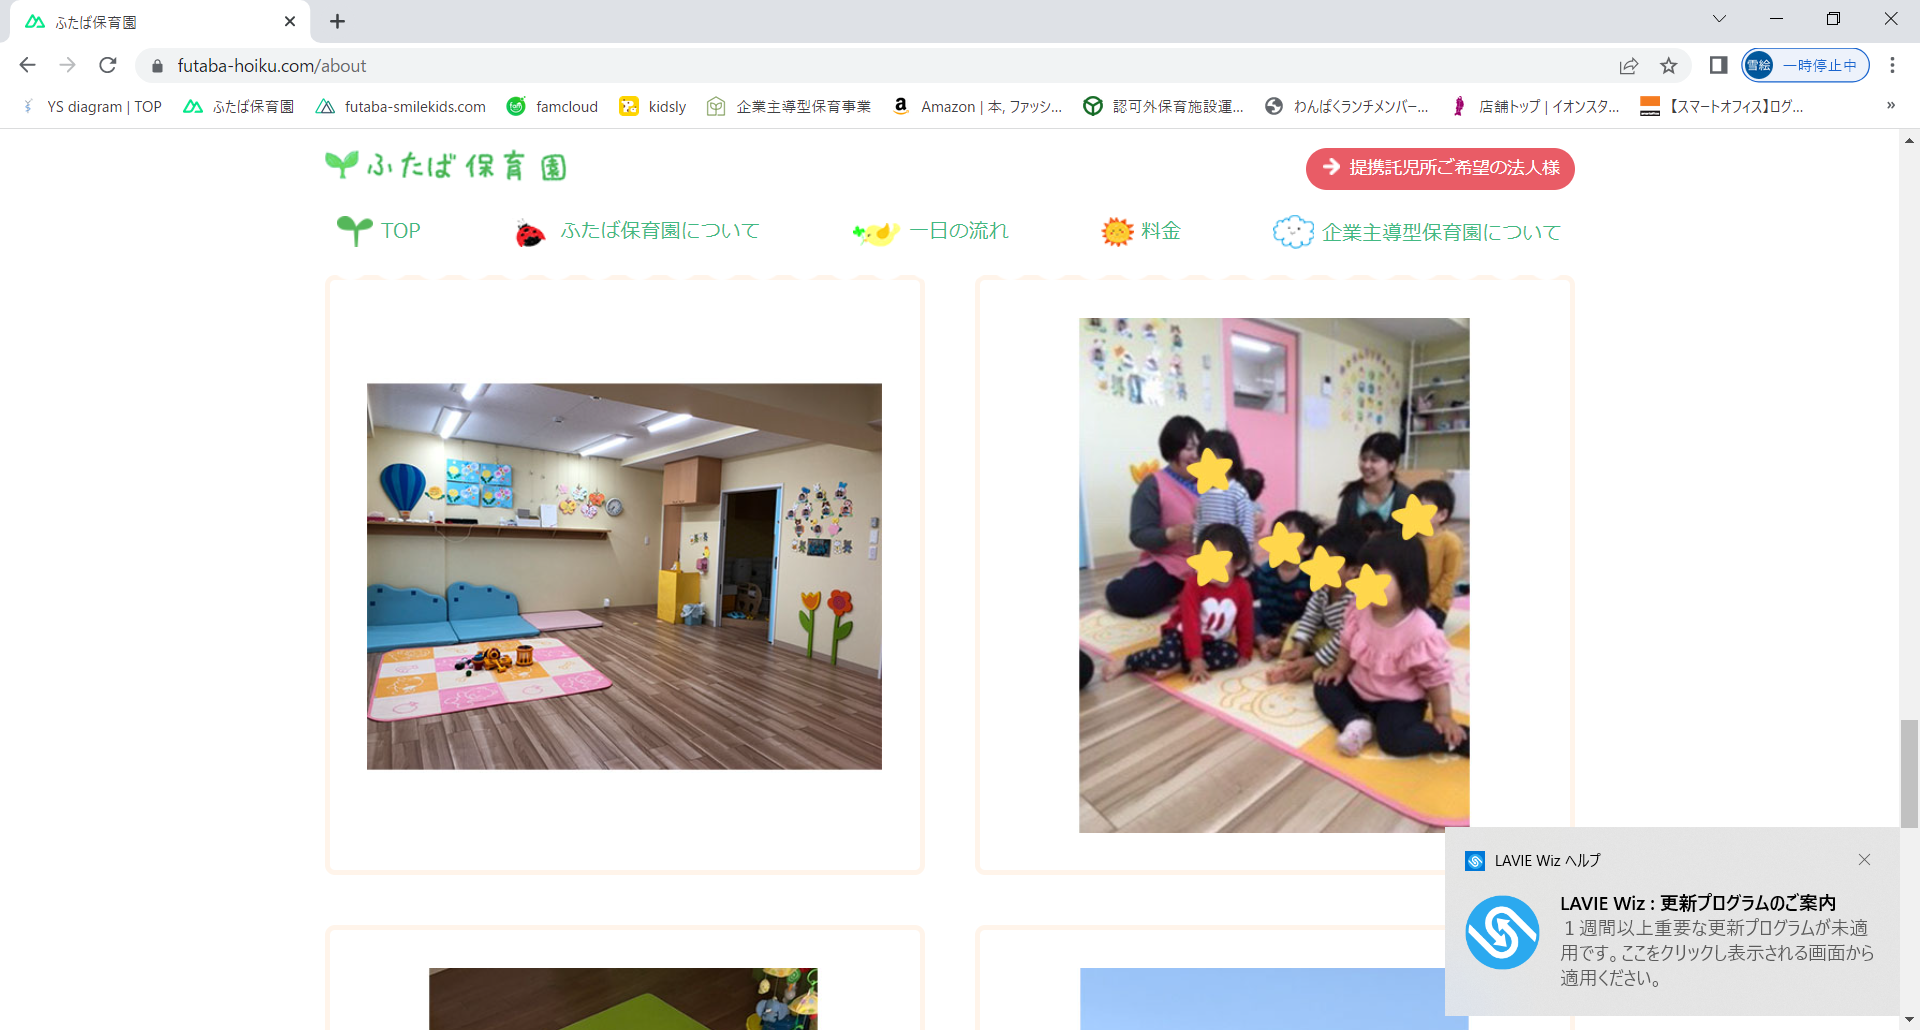 ふたば保育園
futaba-hoiku.com/about
雪絵 一時停止中
YS diagram | TOP
ふたば保育園
futaba-smilekids.com
famcloud
kidsly
企業主導型保育事業
Amazon | 本, ファッシ...
認可外保育施設運...
わんぱくランチメンバー...
店舗トップ | イオンスタ...
【スマートオフィス】ログ...
»
ふたば保育園
提携託児所ご希望の法人様
TOP
ふたば保育園について
一日の流れ
料金
企業主導型保育園について
LAVIE Wiz ヘルプ
LAVIE Wiz : 更新プログラムのご案内
１週間以上重要な更新プログラムが未適
用です。ここをクリックし表示される画面から
適用ください。